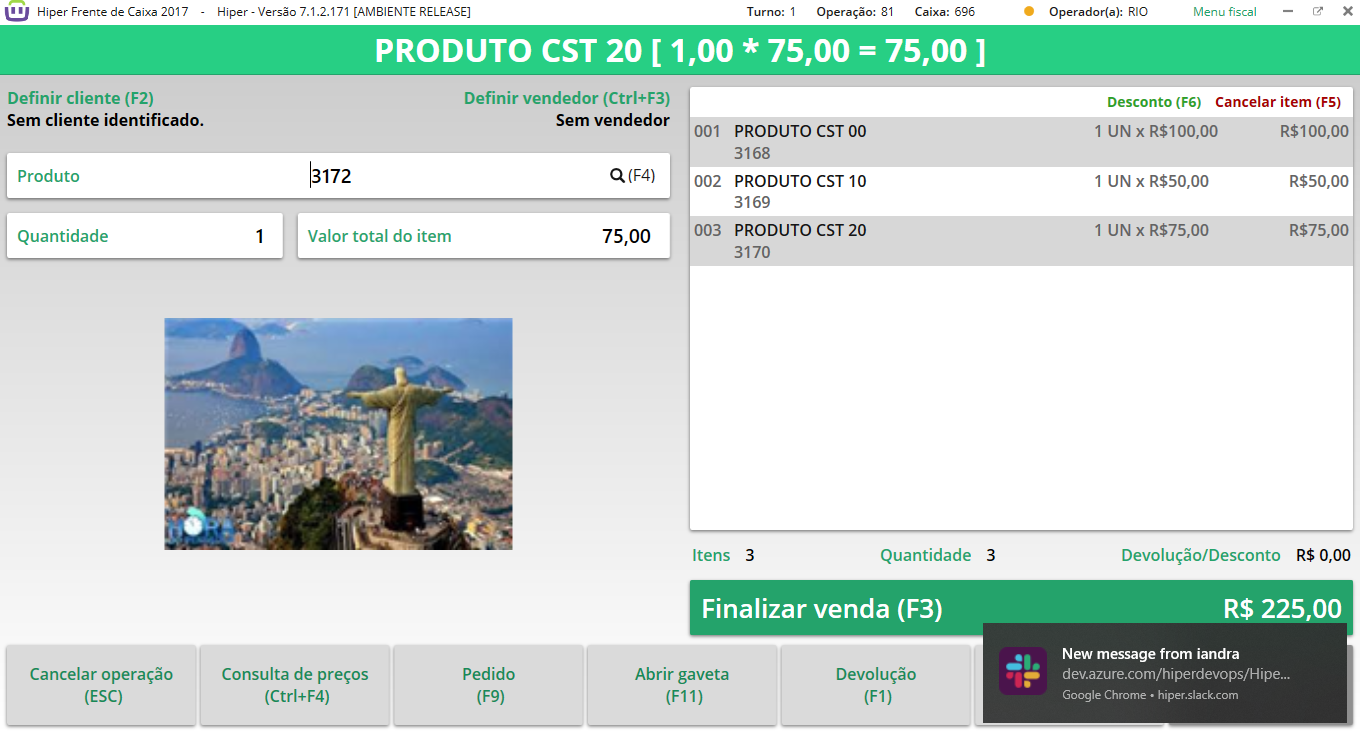 Hiper Frente de Caixa 2017 - Hiper - Versão 7.1.2.171 [AMBIENTE RELEASE] Turno: 1 Operação: 81 Caixa: 696 Operador(a): RIO Menu fiscal
PRODUTO CST 20 [ 1,00 * 75,00 = 75,00 ]
Definir cliente (F2) Definir vendedor (Ctrl+F3)
Sem cliente identificado. Sem vendedor
Produto 3172 (F4)
Quantidade 1 Valor total do item 75,00
HORA
Desconto (F6) Cancelar item (F5)
001 PRODUTO CST 00 1 UN x R$100,00 R$100,00
3168
002 PRODUTO CST 10 1 UN x R$50,00 R$50,00
3169
003 PRODUTO CST 20 1 UN x R$75,00 R$75,00
3170
Itens 3 Quantidade 3 Devolução/Desconto R$ 0,00
Finalizar venda (F3) R$ 225,00
Cancelar operação
(ESC)
Consulta de preços
(Ctrl+F4)
Pedido
(F9)
Abrir gaveta
(F11)
Devolução
(F1)
New message from iandra
dev.azure.com/hiperdevops/Hipe...
Google Chrome • hiper.slack.com